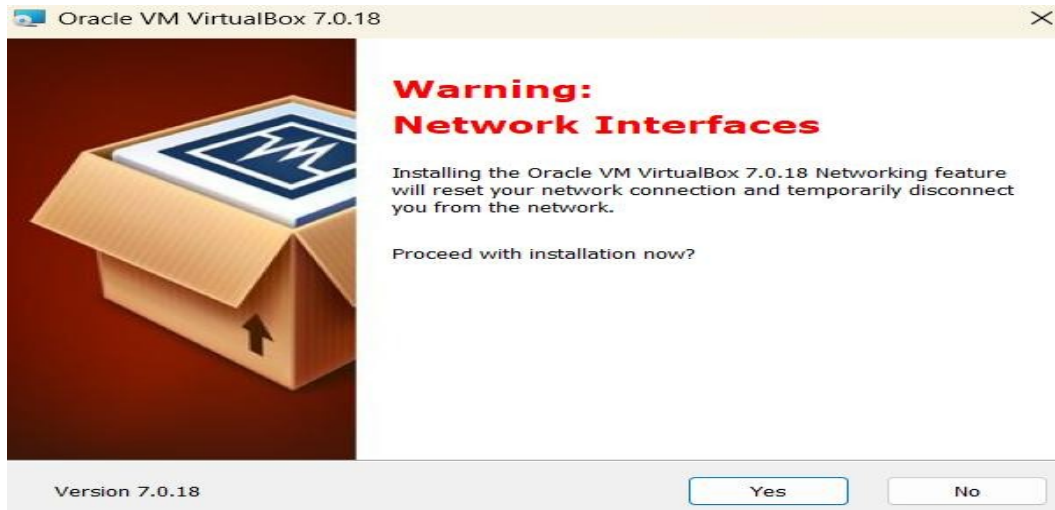 Oracle VM VirtualBox 7.0.18
Warning:
Network Interfaces
Installing the Oracle VM VirtualBox 7.0.18 Networking feature
will reset your network connection and temporarily disconnect
you from the network.
Proceed with installation now?
Version 7.0.18
Yes
No